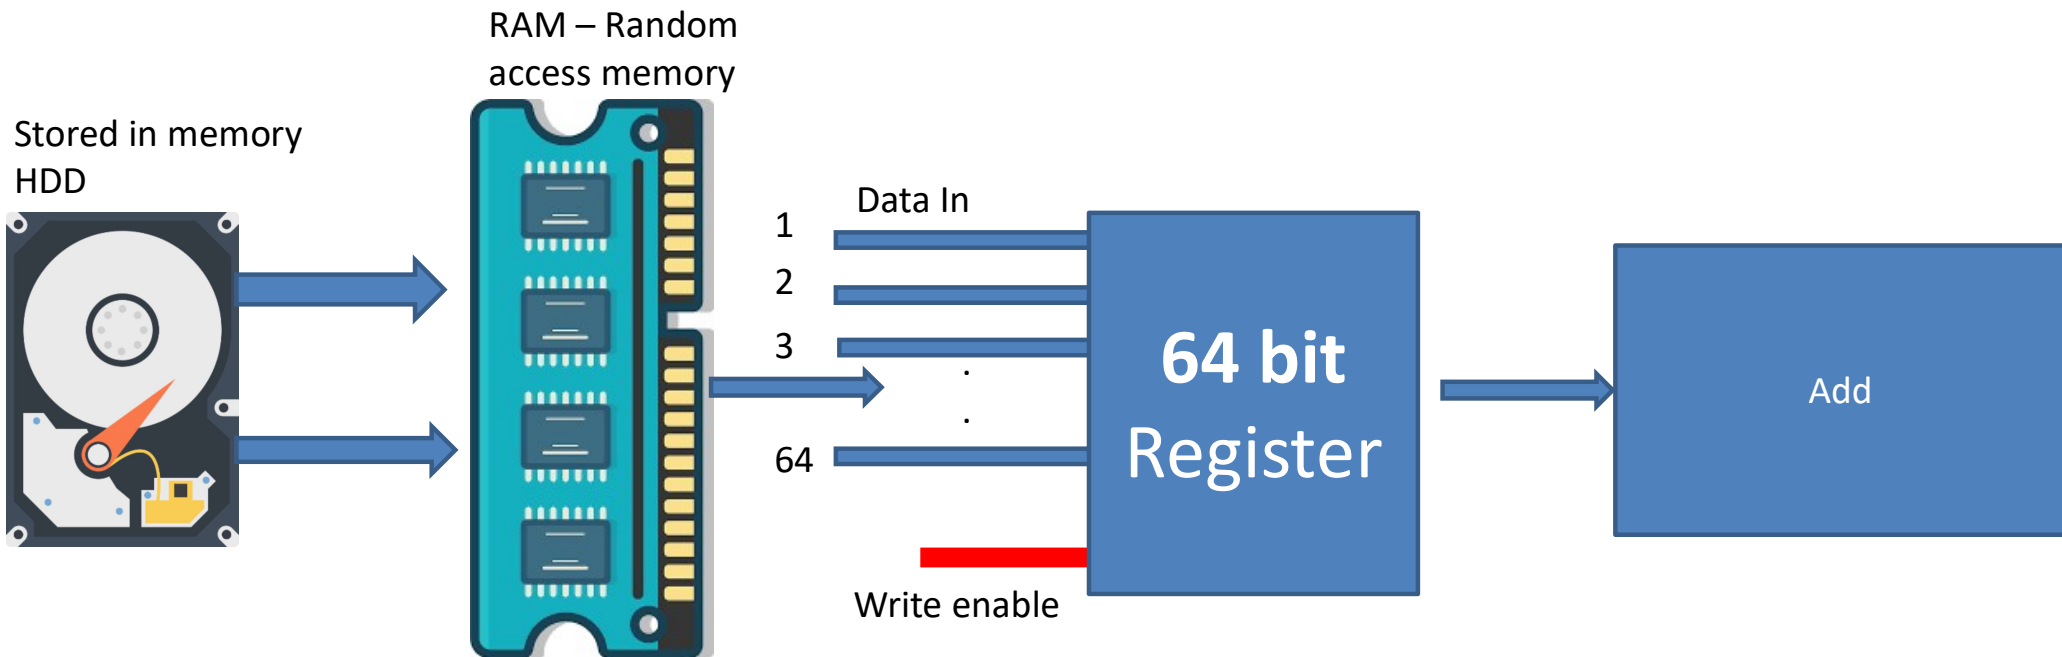 RAM – Random
access memory
Stored in memory
HDD
Data In
1
2
3
.
.
64
Write enable
64 bit
Register
Add